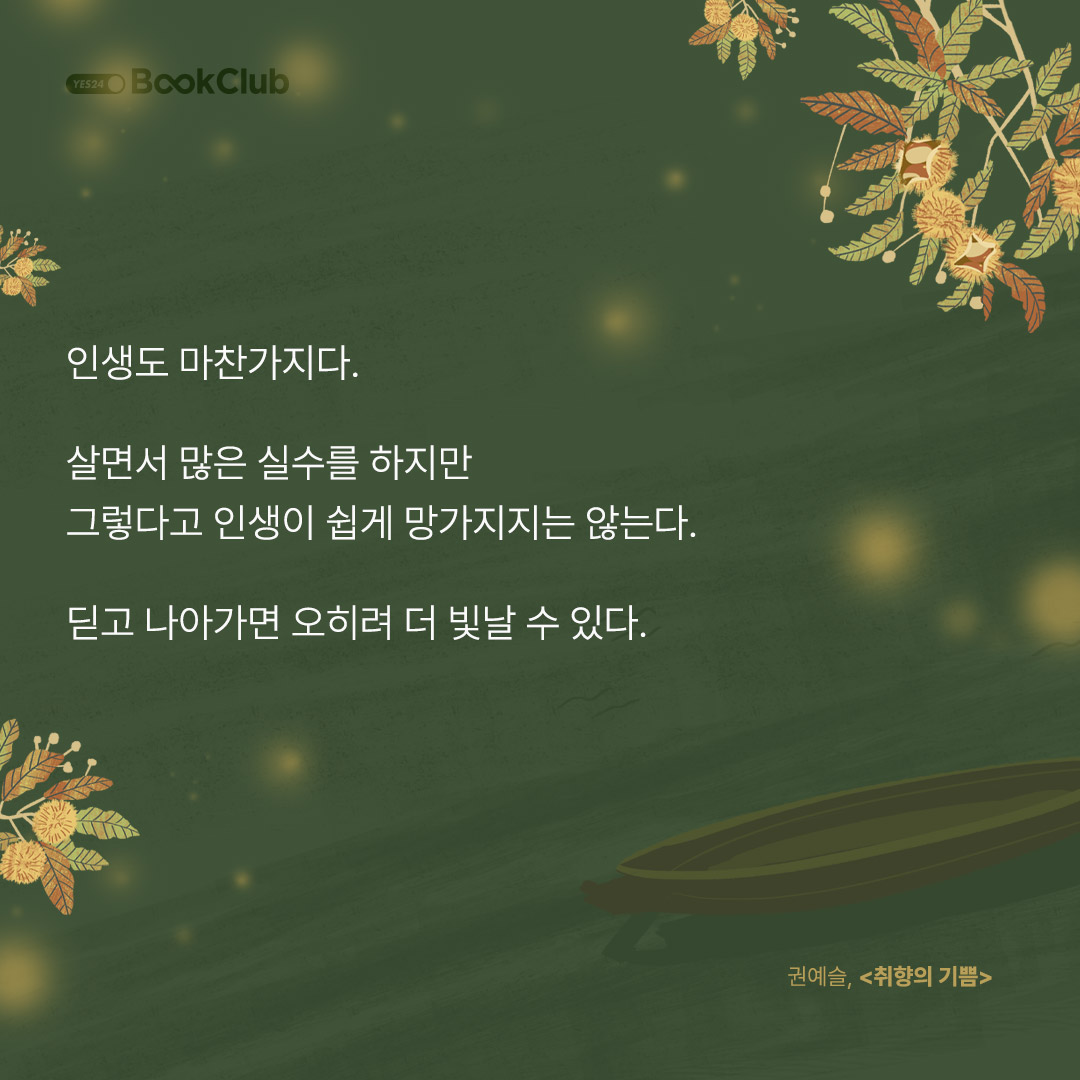 YES24 BookClub
인생도 마찬가지다.
살면서 많은 실수를 하지만
그렇다고 인생이 쉽게 망가지지는 않는다.
딛고 나아가면 오히려 더 빛날 수 있다.
권예슬, <취향의 기쁨>